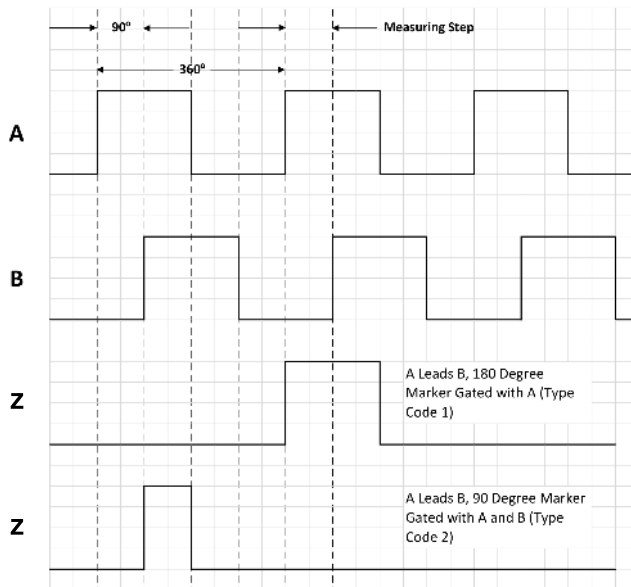 90° Measuring Step
360°
A
B
Z
A Leads B, 180 Degree
Marker Gated with A (Type
Code 1)
Z
A Leads B, 90 Degree Marker
Gated with A and B (Type
Code 2)